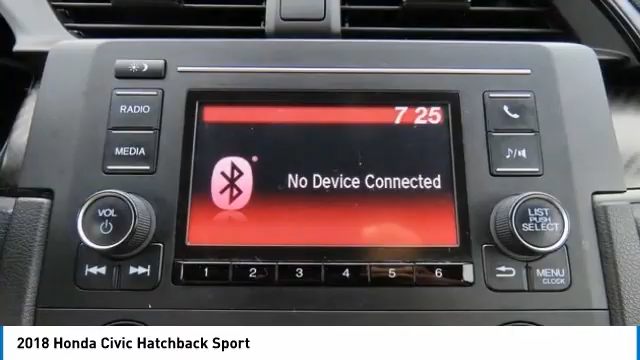 RADIO
MEDIA
VOL
7 25
No Device Connected
LIST
PUSH
SELECT
1 2 3 4 5 6
MENU
CLOCK
2018 Honda Civic Hatchback Sport